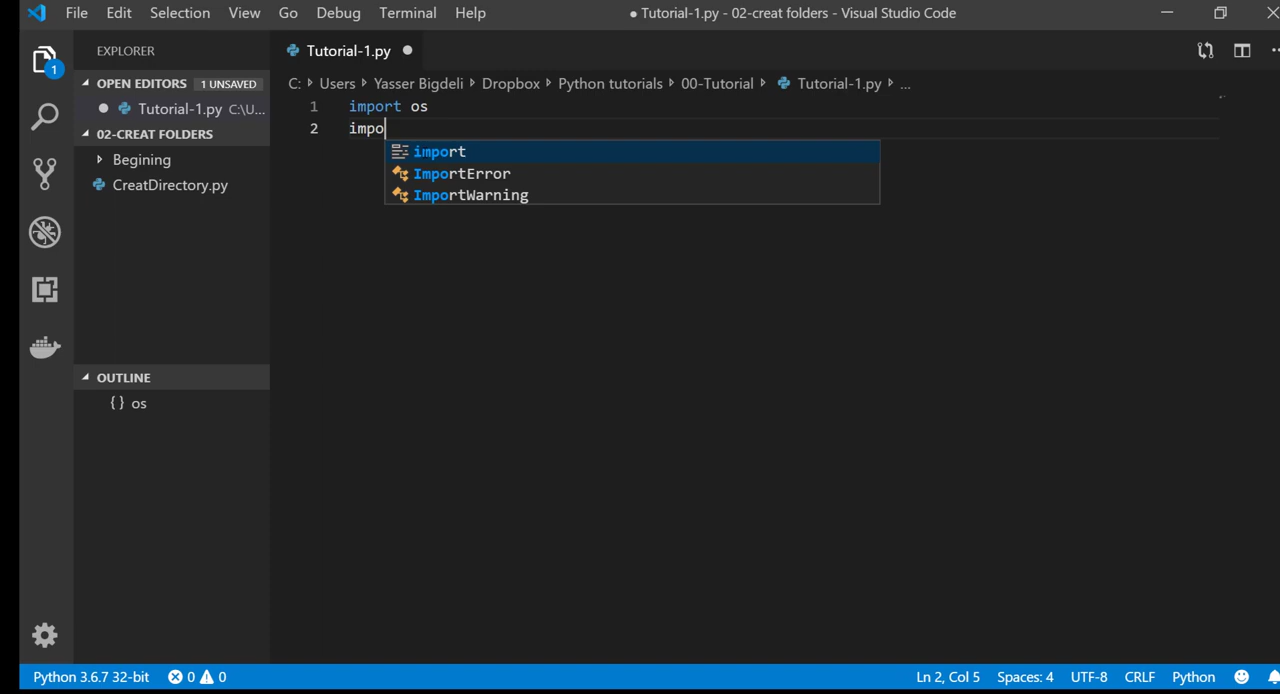 File Edit Selection View Go Debug Terminal Help
● Tutorial-1.py - 02-creat folders - Visual Studio Code
EXPLORER
Tutorial-1.py
1
OPEN EDITORS 1 UNSAVED
Tutorial-1.py C:\U...
02-CREAT FOLDERS
Begining
CreatDirectory.py
C: Users Yasser Bigdeli Dropbox Python tutorials 00-Tutorial Tutorial-1.py ...
1 import os
2 impo
import
ImportError
ImportWarning
OUTLINE
{} os
Python 3.6.7 32-bit 0 0 Ln 2, Col 5 Spaces: 4 UTF-8 CRLF Python